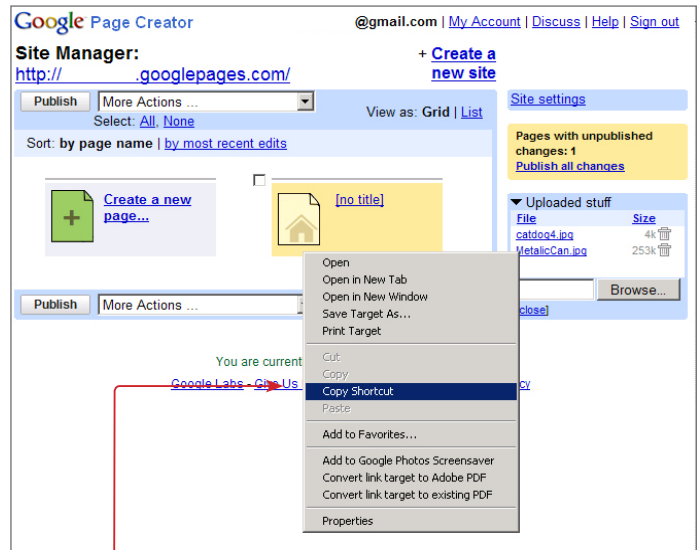 Google Page Creator
@gmail.com | My Account | Discuss | Help | Sign out
Site Manager:
http:// .googlepages.com/
+ Create a
new site
Publish More Actions ...
Select: All, None
View as: Grid | List
Sort: by page name | by most recent edits
Create a new
page...
[no title]
Publish More Actions ...
Site settings
Pages with unpublished
changes: 1
Publish all changes
Uploaded stuff
File Size
catdog4.jpg 4k
MetalicCan.jpg 253k
Browse...
close]
Open
Open in New Tab
Open in New Window
Save Target As...
Print Target
Cut
Copy
Copy Shortcut
Paste
Add to Favorites...
Add to Google Photos Screensaver
Convert link target to Adobe PDF
Convert link target to existing PDF
Properties
You are current
Google Labs - Give Us
cy